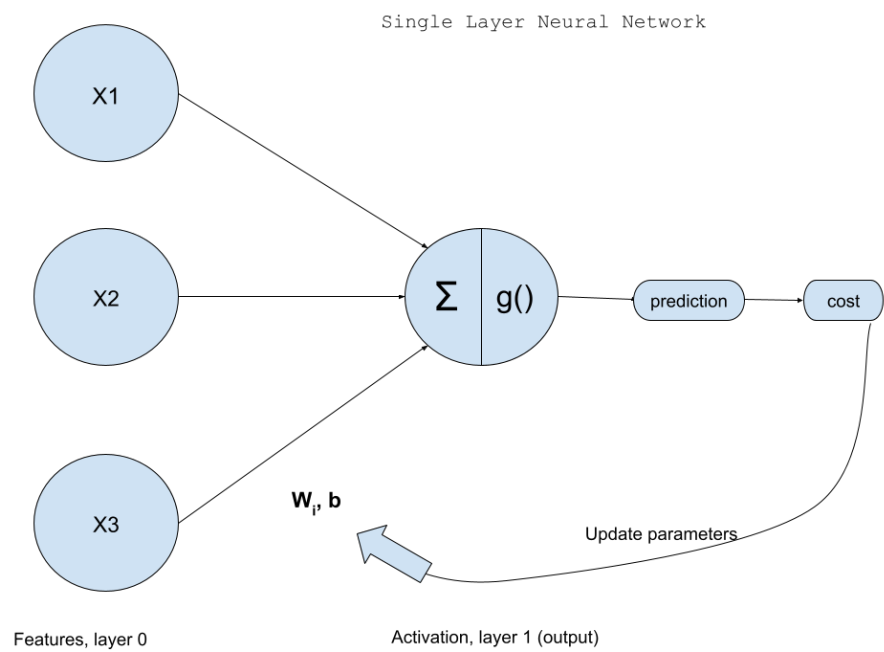 Single Layer Neural Network
X1
X2
Σ
g()
prediction
cost
X3
Wi, b
Update parameters
Features, layer 0
Activation, layer 1 (output)